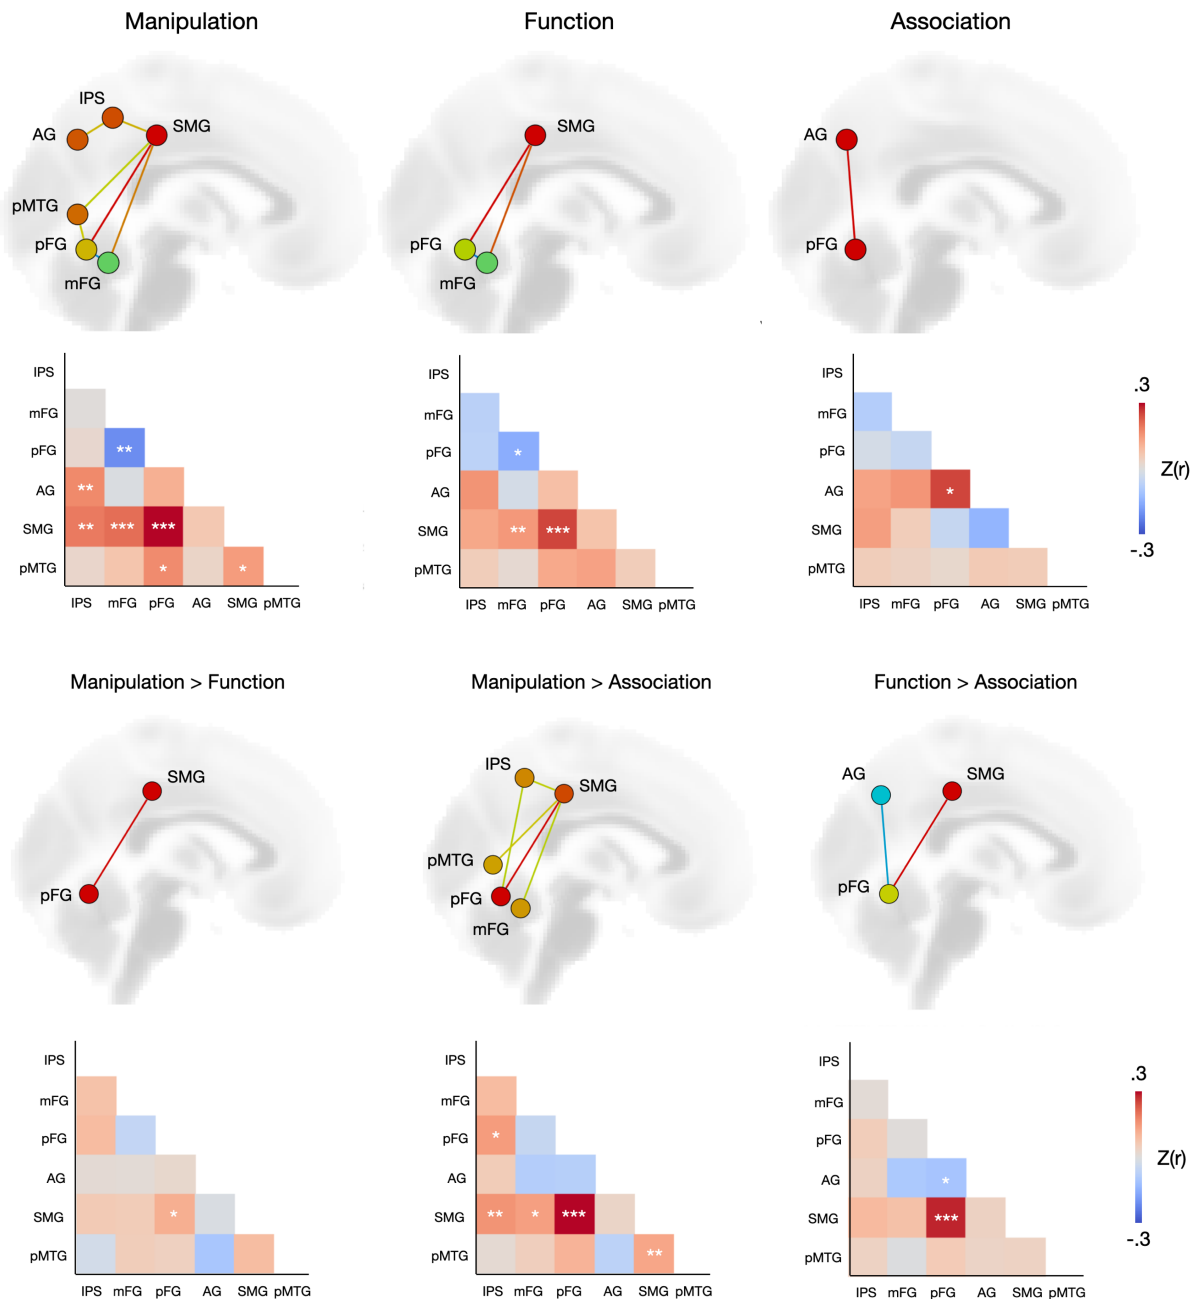 Manipulation Function Association
IPS
AG SMG
pMTG
pFG
mFG
SMG
pFG
mFG
AG
pFG
IPS
mFG
pFG **
AG **
SMG ** *** ***
pMTG * *
IPS mFG pFG AG SMG pMTG
IPS
mFG
pFG *
AG
SMG ** ***
pMTG
IPS mFG pFG AG SMG pMTG
IPS
mFG
pFG
AG *
SMG
pMTG
IPS mFG pFG AG SMG pMTG
.3
Z(r)
-.3
Manipulation > Function Manipulation > Association Function > Association
SMG
pFG
IPS
SMG
pMTG
pFG
mFG
AG SMG
pFG
IPS
mFG
pFG
AG
SMG *
pMTG
IPS mFG pFG AG SMG pMTG
IPS
mFG
pFG *
AG
SMG ** * ***
pMTG **
IPS mFG pFG AG SMG pMTG
IPS
mFG
pFG
AG *
SMG ***
pMTG
IPS mFG pFG AG SMG pMTG
.3
Z(r)
-.3